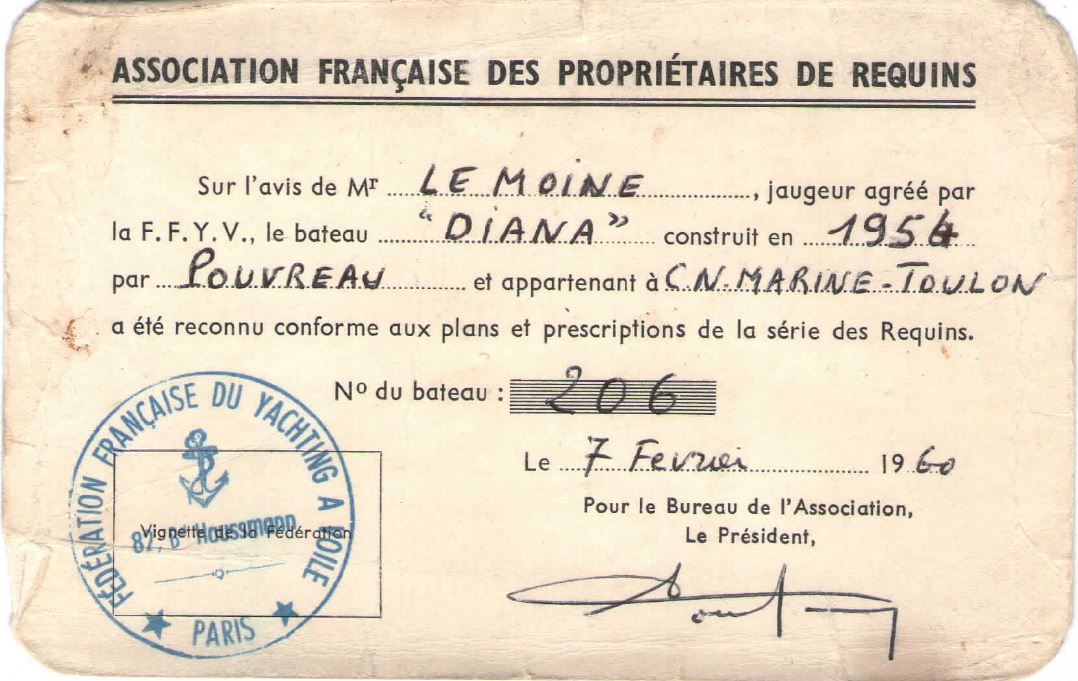 ASSOCIATION FRANÇAISE DES PROPRIÉTAIRES DE REQUINS
Sur l'avis de Mr LE MOINE, jaugeur agréé par
la F.F.Y.V., le bateau "DIANA" construit en 1954
par POUVREAU et appartenant à C.N.MARINE-TOULON
a été reconnu conforme aux plans et prescriptions de la série des Requins.
No du bateau : 206
Le 7 Fevrier 1960
Pour le Bureau de l'Association,
Le Président,
FÉDÉRATION FRANÇAISE DU YACHTING A VOILE
82, Bd Haussmann
Vignette de la Fédération
PARIS